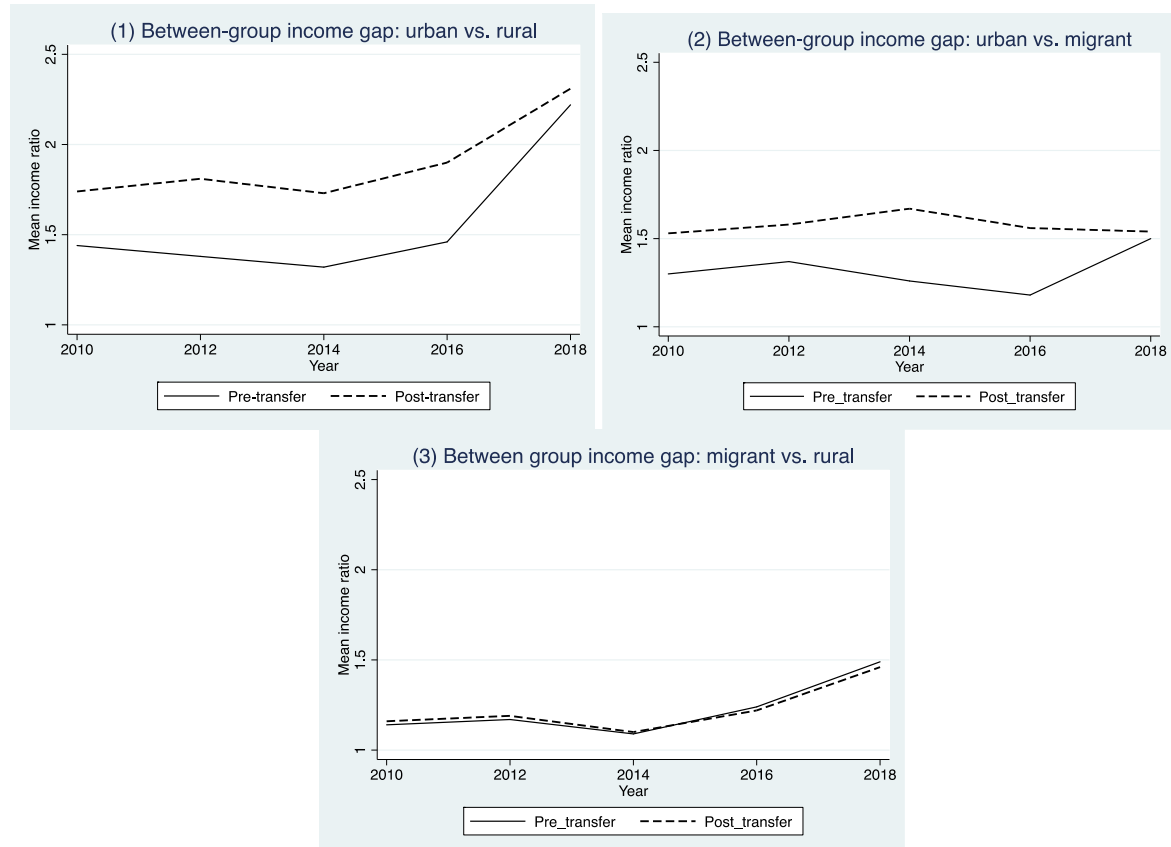 (1) Between-group income gap: urban vs. rural
Mean income ratio
2.5
2
1.5
1
2010 2012 2014 2016 2018
Year
Pre-transfer Post-transfer
(2) Between-group income gap: urban vs. migrant
Mean income ratio
2.5
2
1.5
1
2010 2012 2014 2016 2018
Year
Pre_transfer Post_transfer
(3) Between group income gap: migrant vs. rural
Mean income ratio
2.5
2
1.5
1
2010 2012 2014 2016 2018
Year
Pre_transfer Post_transfer